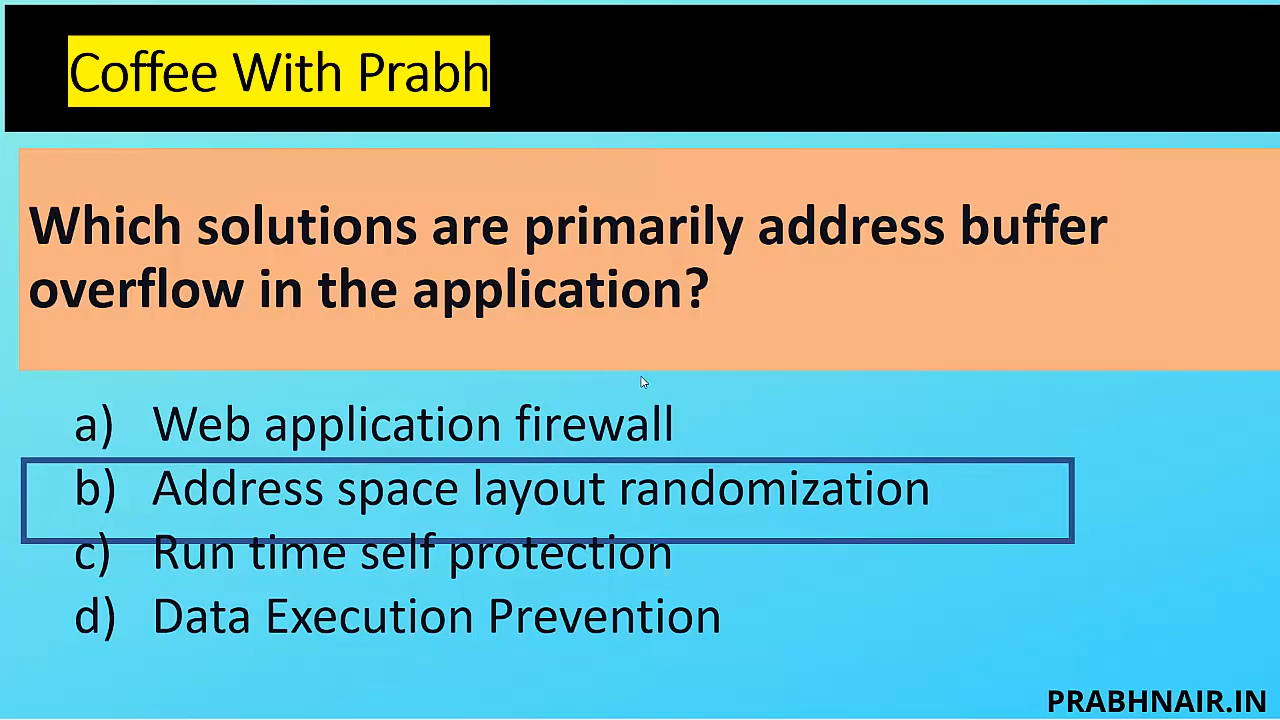 Coffee With Prabh
Which solutions are primarily address buffer
overflow in the application?
a) Web application firewall
b) Address space layout randomization
c) Run time self protection
d) Data Execution Prevention
PRABHNAIR.IN